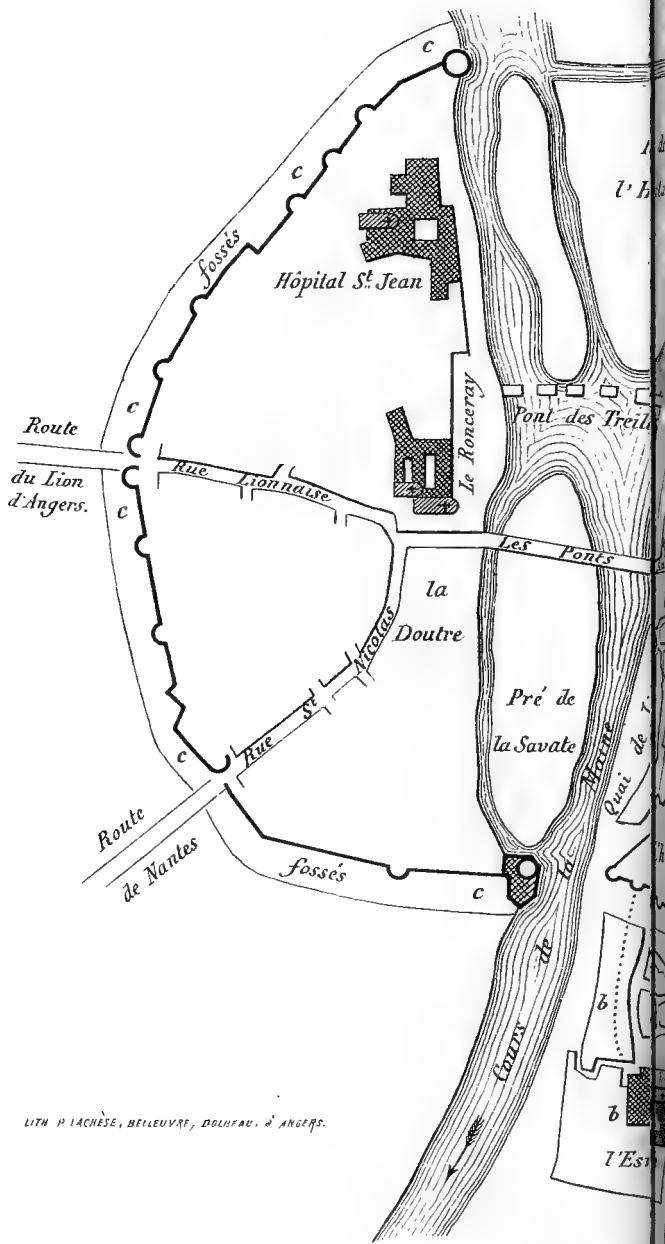 c
c
fossés
l'H
Hôpital St. Jean
c
Route
du Lion
d'Angers.
c
Rue Lionnaise
Le Ronceray
Pont des Treill
Les Ponts
la
Doutre
Rue St Nicolas
Pré de
la Savate
Quai de l'
c
Route
de Nantes
fossés
c
Cours de la Maine
b
b
l'Esv
LITH P. LACHÈSE, BELLEUVRE, DOLBEAU, à ANGERS.